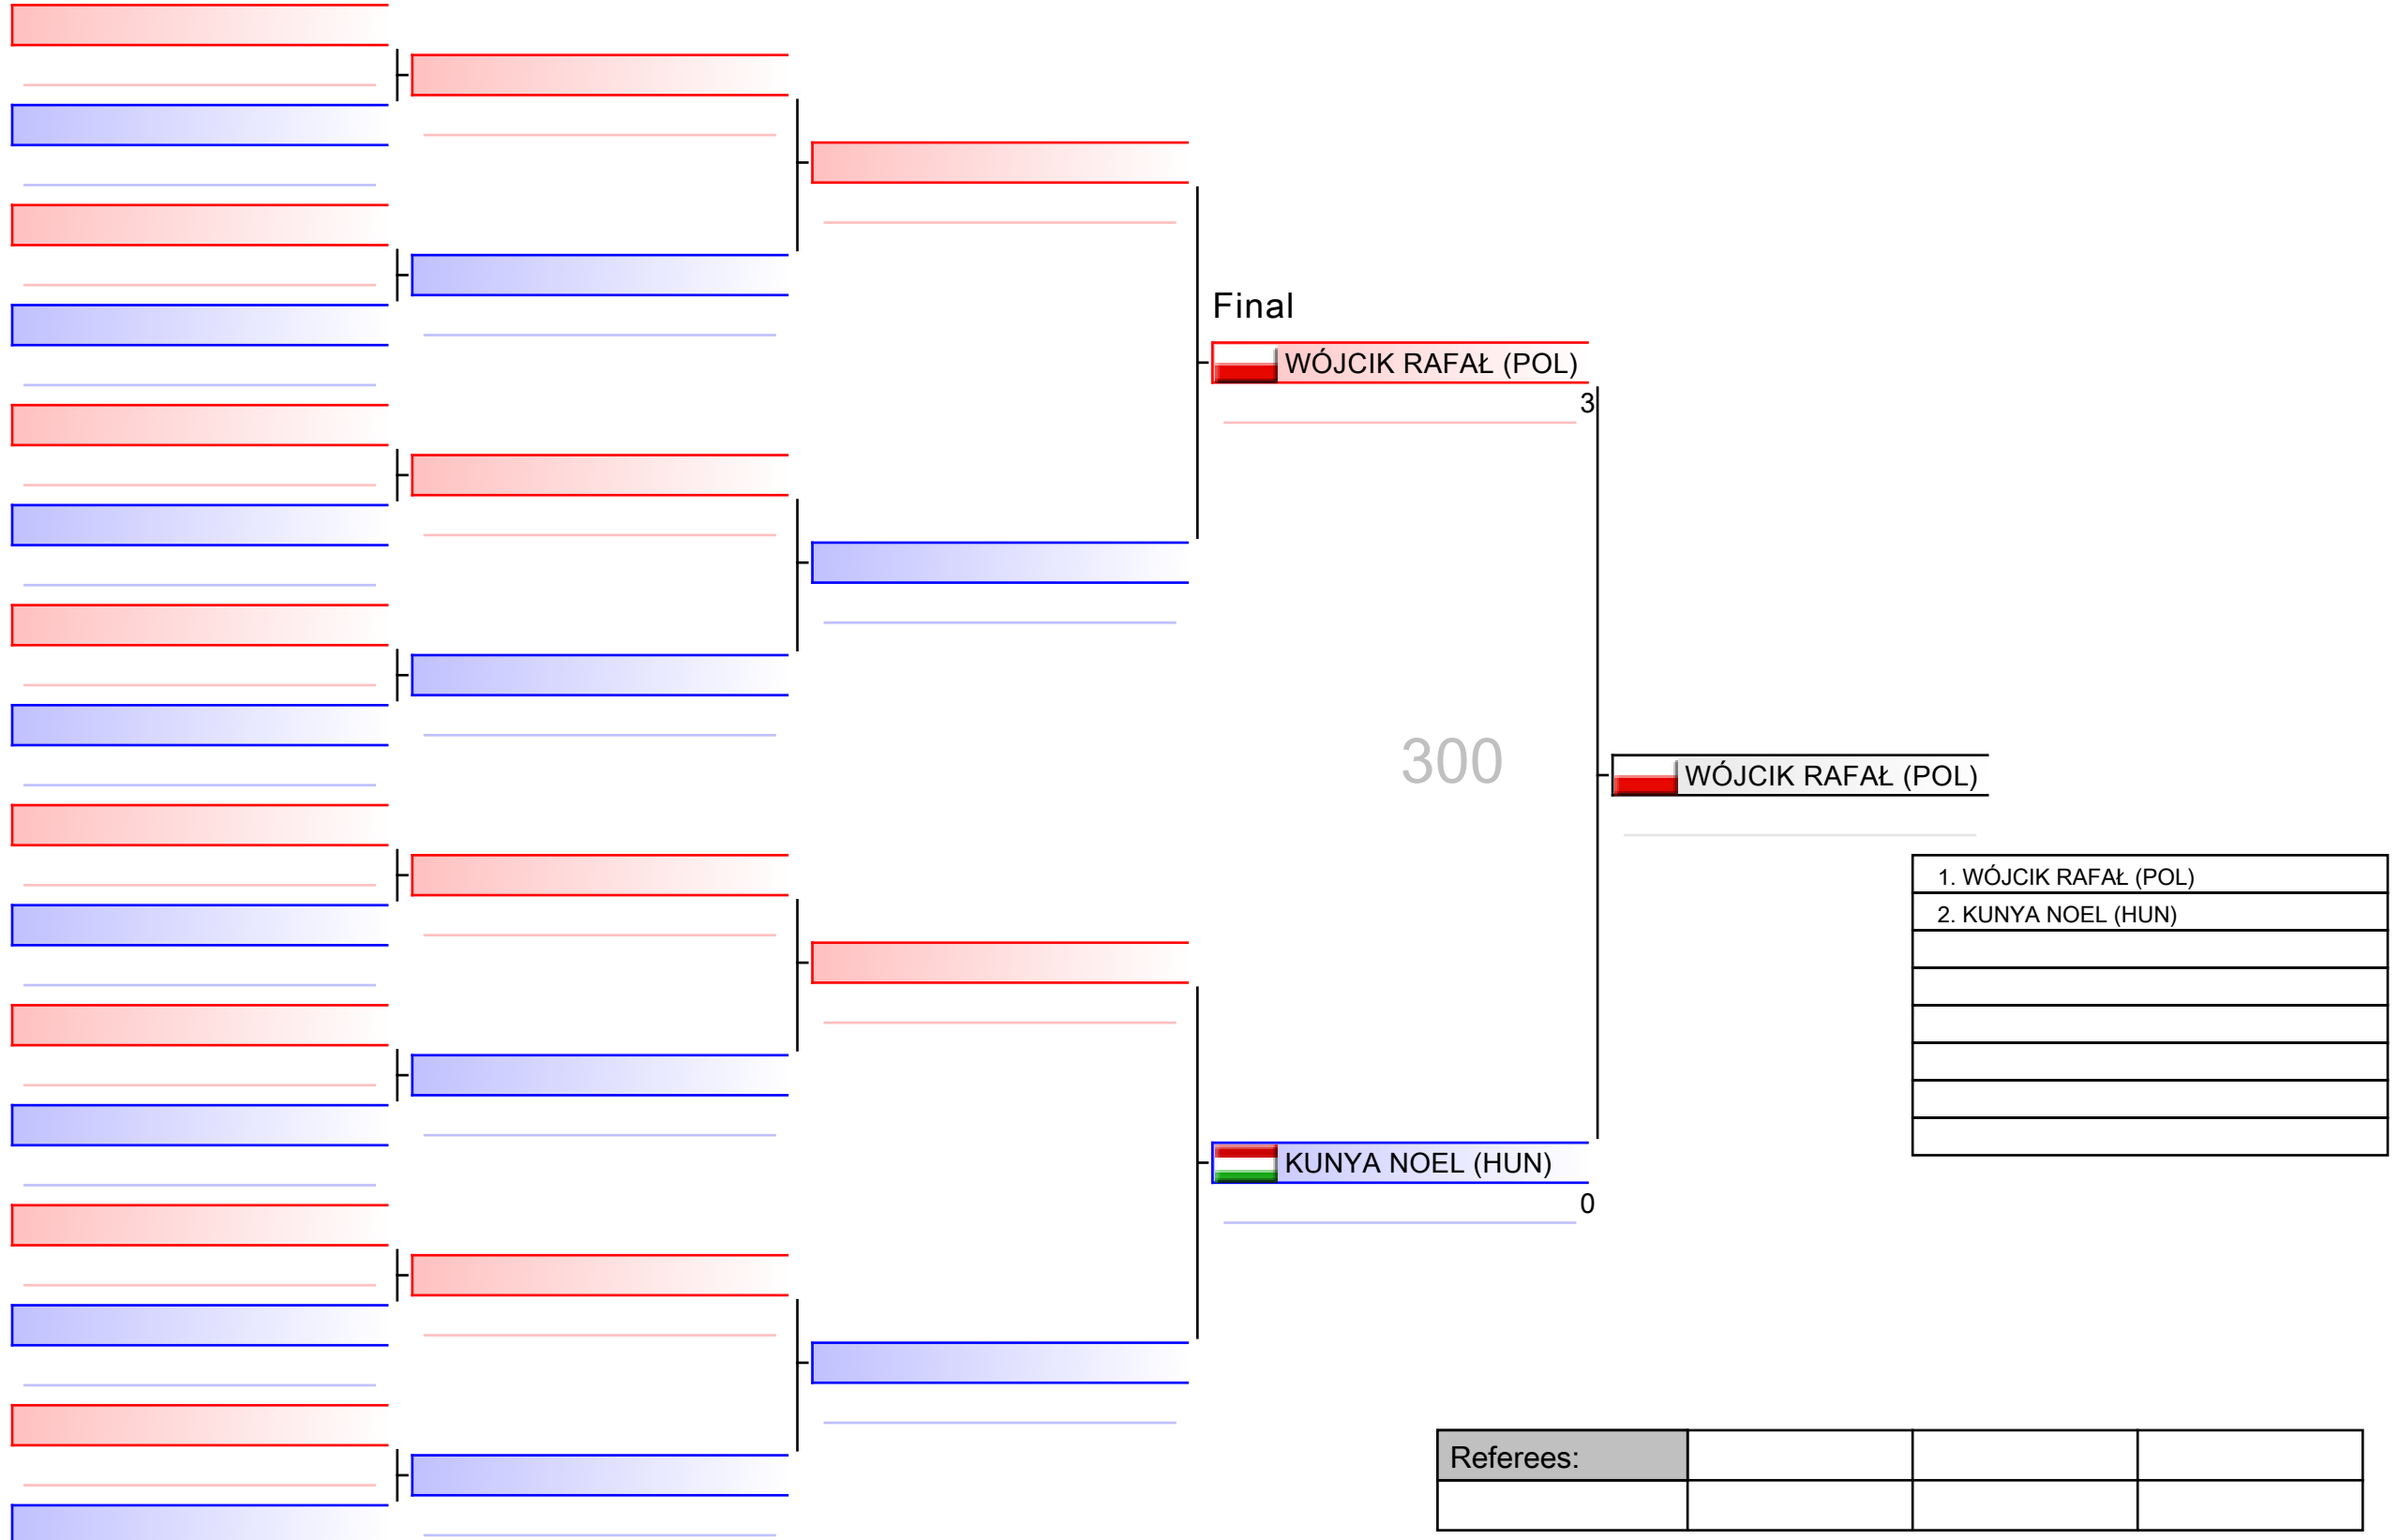 Final
WÓJCIK RAFAŁ (POL)
3
300
WÓJCIK RAFAŁ (POL)
1. WÓJCIK RAFAŁ (POL)
2. KUNYA NOEL (HUN)
KUNYA NOEL (HUN)
0
Referees: